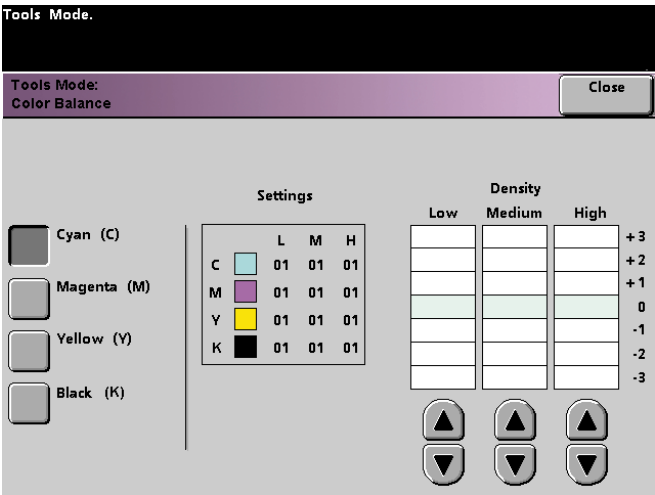 Tools Mode.
Tools Mode:
Color Balance
Close
Settings
Density
Low Medium High
Cyan (C)
Magenta (M)
Yellow (Y)
Black (K)
L M H
C 01 01 01
M 01 01 01
Y 01 01 01
K 01 01 01
+3
+2
+1
0
-1
-2
-3